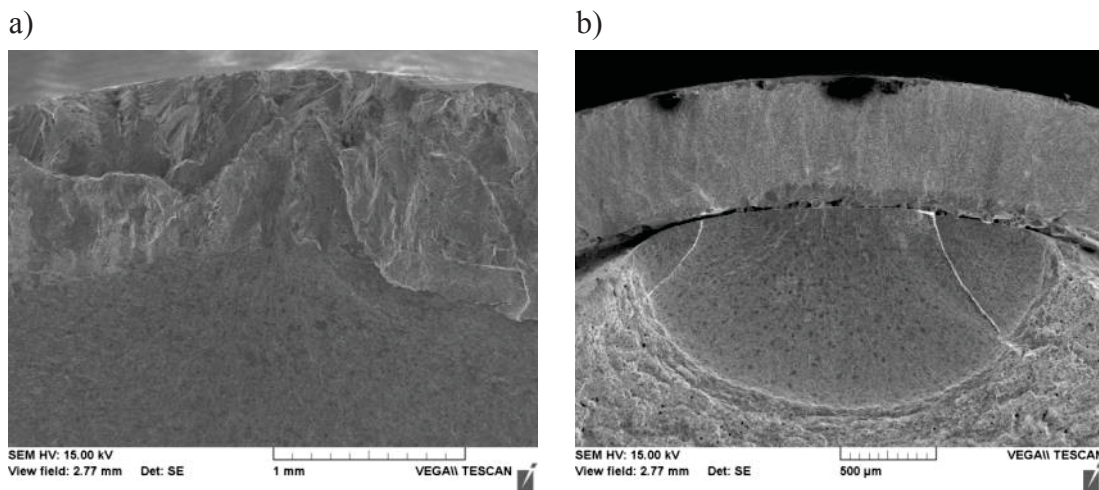 a)
b)
SEM HV: 15.00 kV
View field: 2.77 mm Det: SE
1 mm
VEGA\\ TESCAN
SEM HV: 15.00 kV
View field: 2.77 mm Det: SE
500 µm
VEGA\\ TESCAN